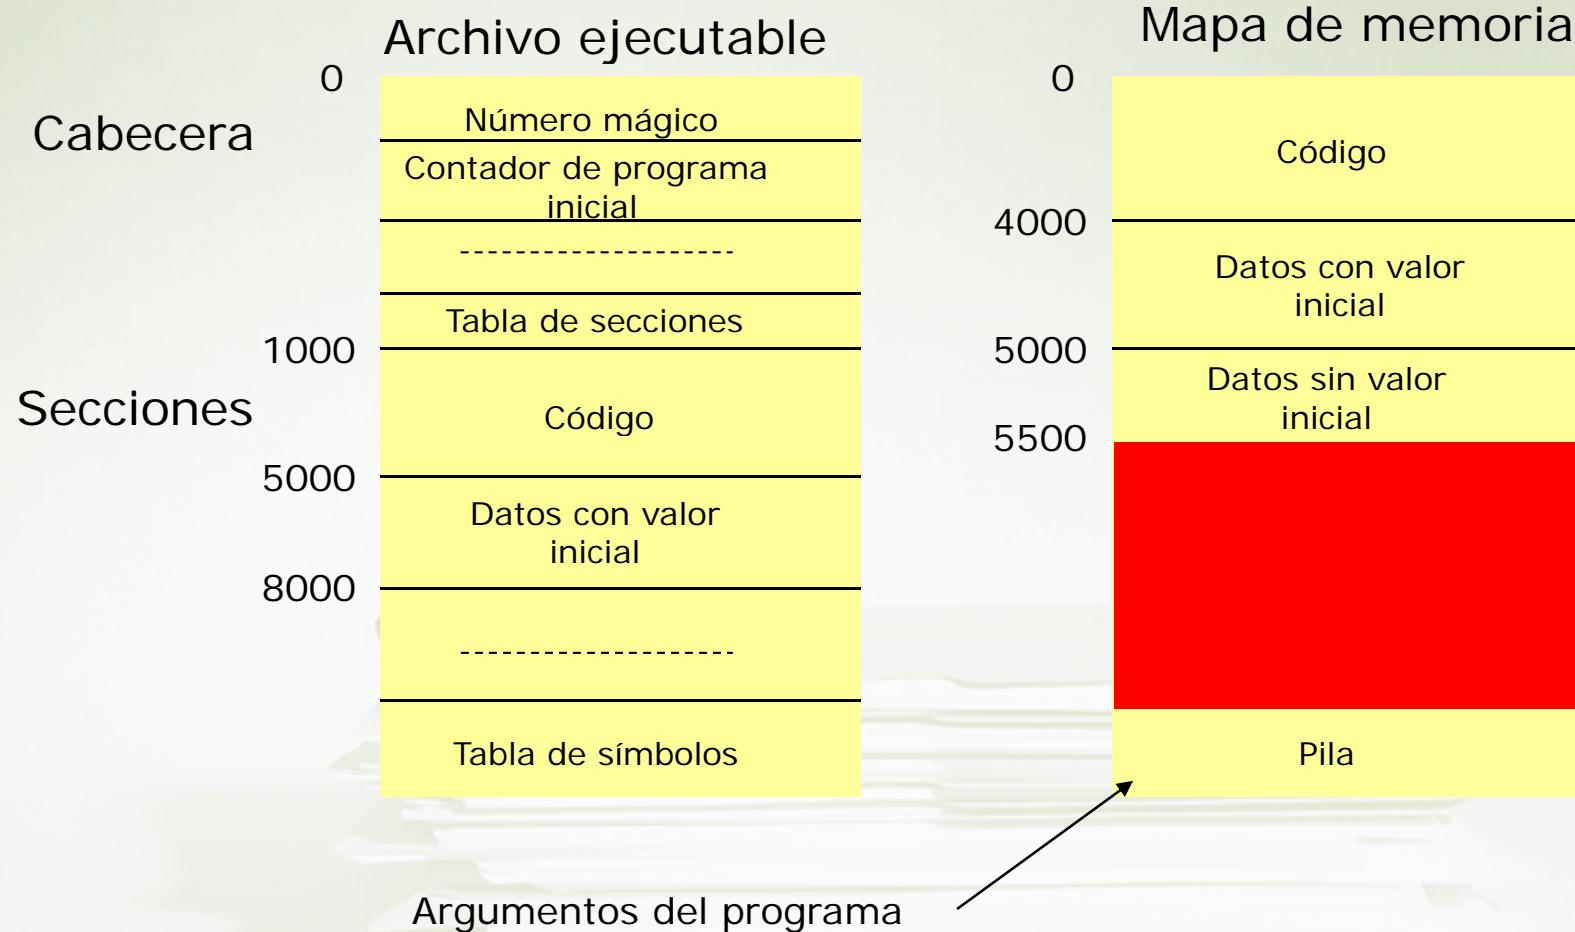 Archivo ejecutable
0
Cabecera
Número mágico
Contador de programa
inicial
--------------------
Tabla de secciones
1000
Secciones
Código
5000
Datos con valor
inicial
8000
--------------------
Tabla de símbolos
Mapa de memoria
0
Código
4000
Datos con valor
inicial
5000
Datos sin valor
inicial
5500
Pila
Argumentos del programa